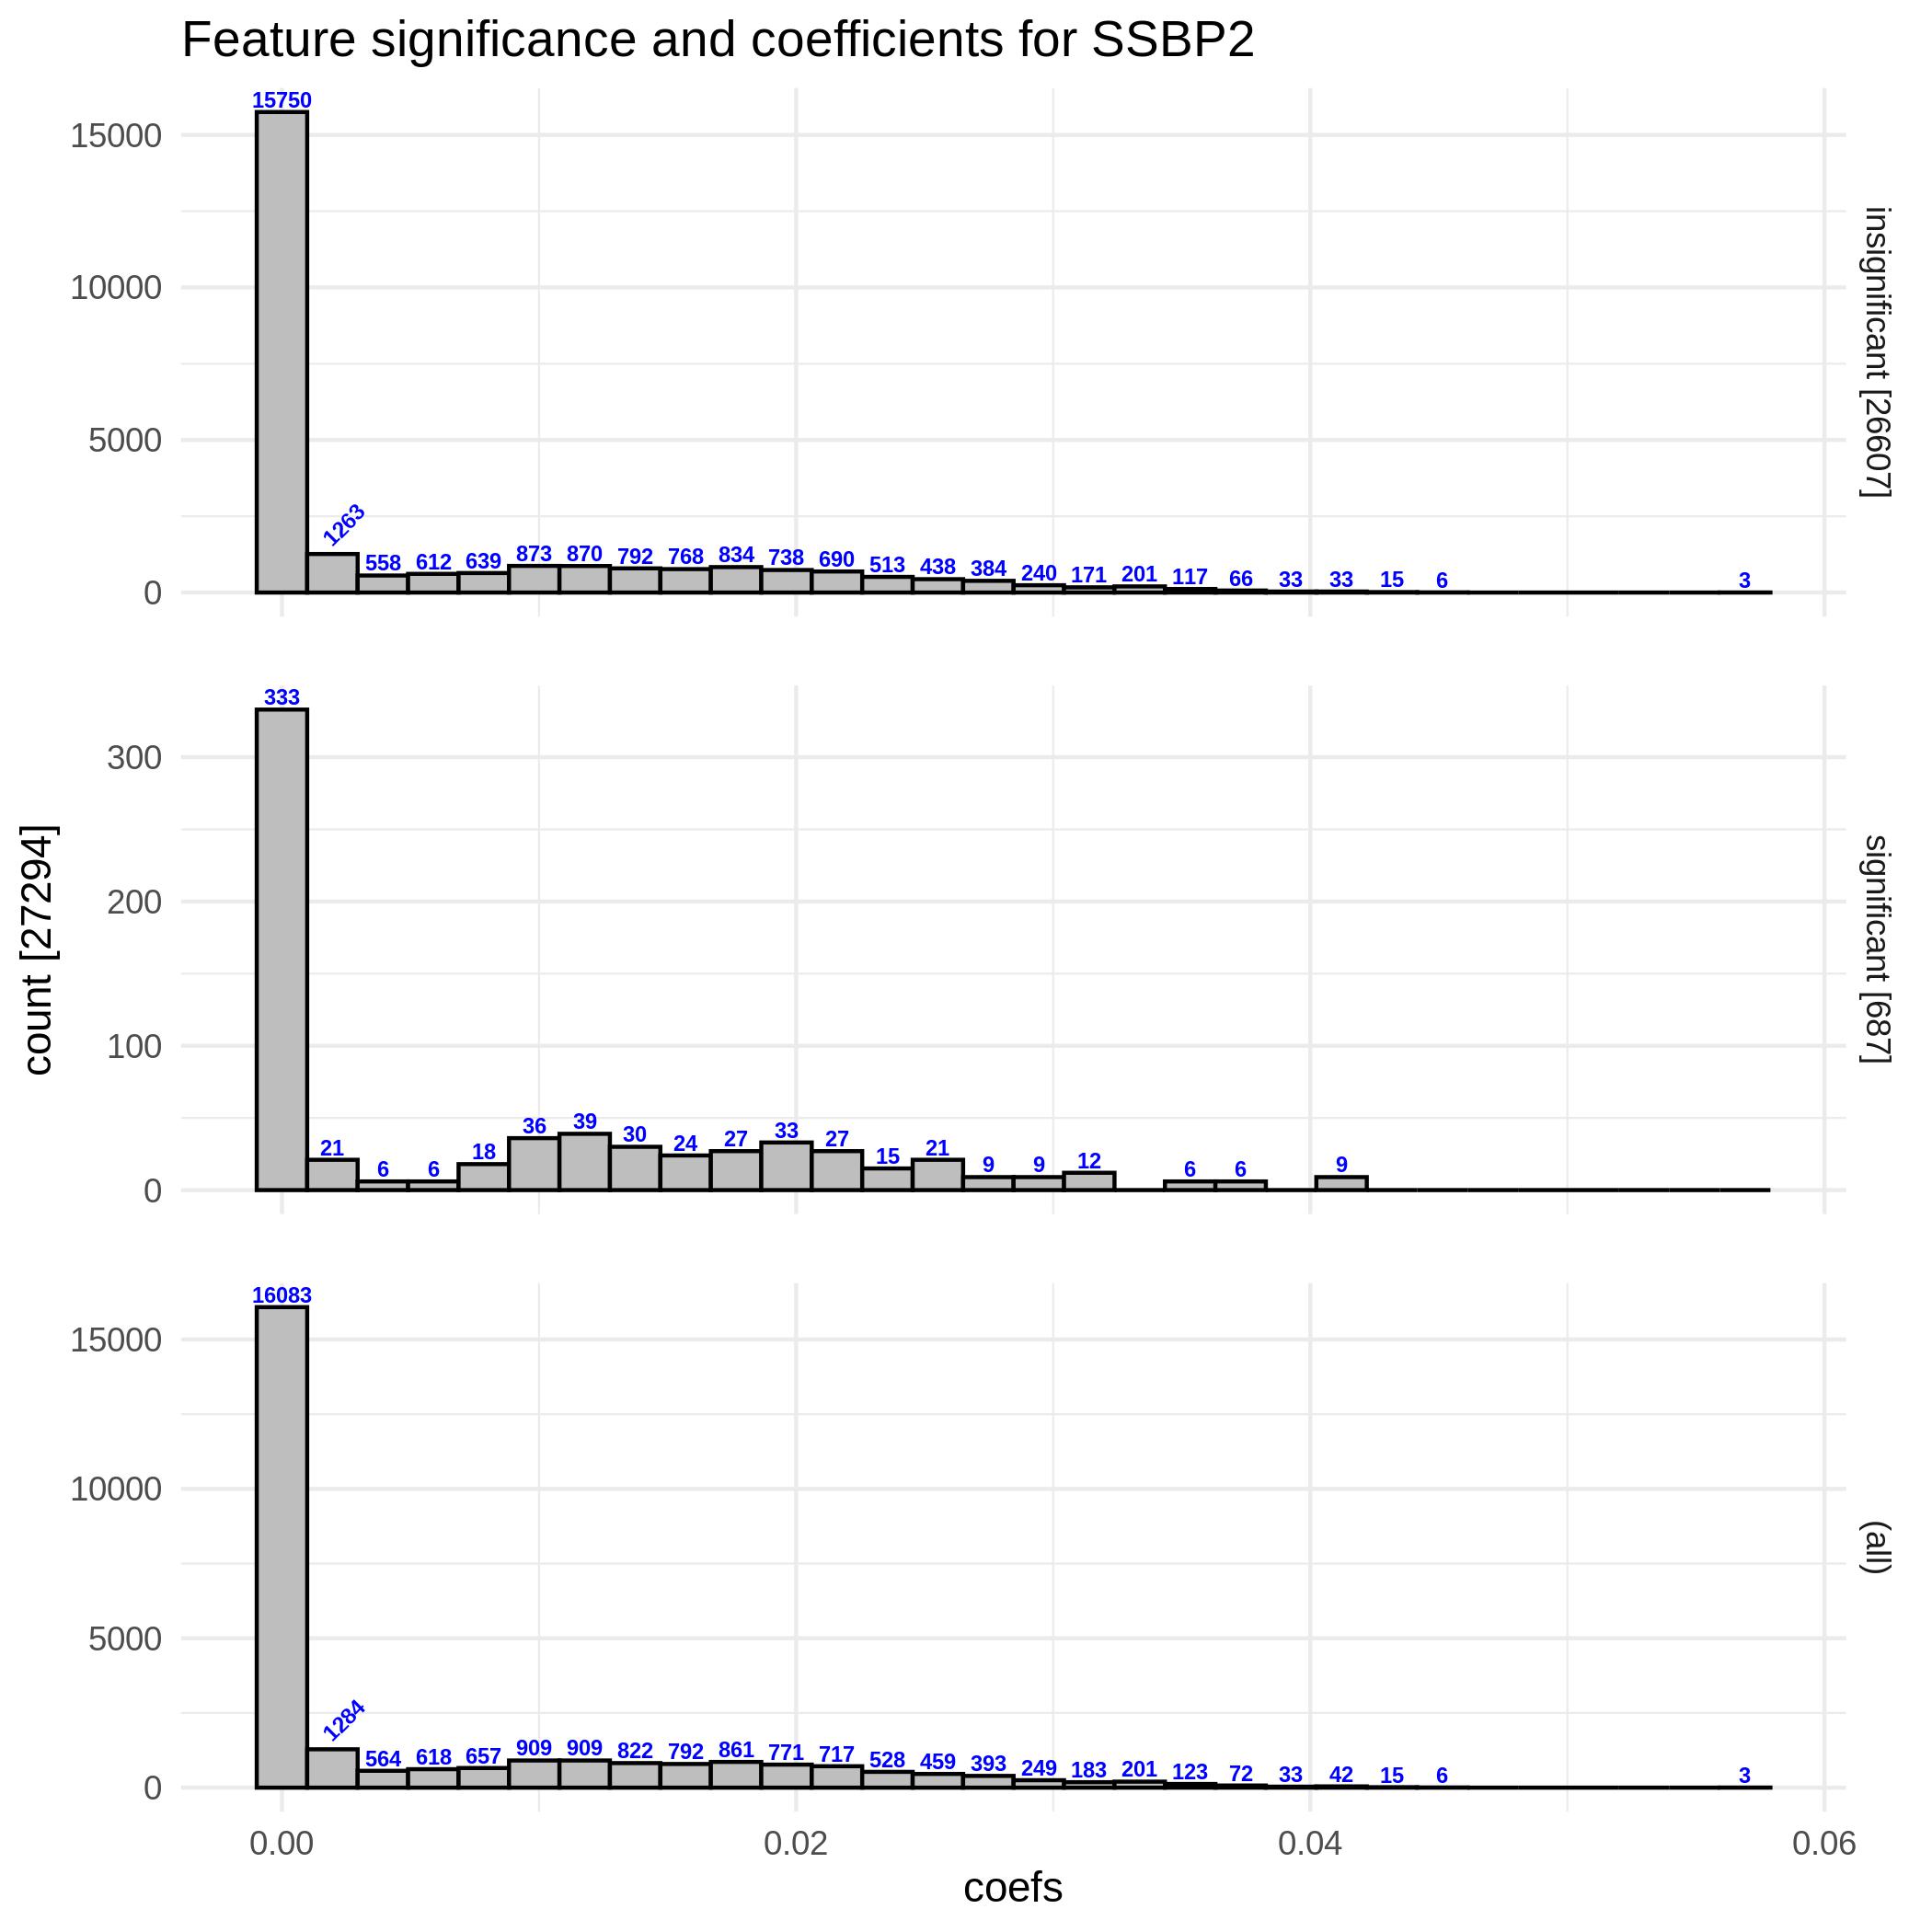 Feature significance and coefficients for SSBP2
15750
15000
10000
5000
1263
558 612 639 873 870 792 768 834 738 690 513 438 384 240 171 201 117 66 33 33 15 6 3
0
insignificant [26607]
333
300
200
100
21 6 6 18 36 39 30 24 27 33 27 15 21 9 9 12 6 6 9
0
significant [687]
count [27294]
16083
15000
10000
5000
1284
564 618 657 909 909 822 792 861 771 717 528 459 393 249 183 201 123 72 33 42 15 6 3
0
(all)
0.00 0.02 0.04 0.06
coefs